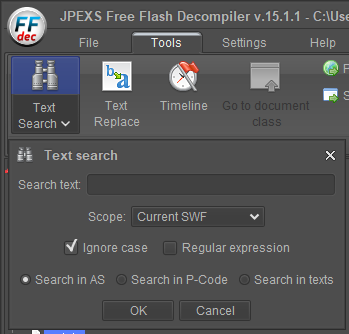 FF
dec
JPEXS Free Flash Decompiler v.15.1.1 - C:\Use
File Tools Settings Help
Text Search
Text Replace
Timeline
Go to document class
F
S
Text search
Search text:
Scope: Current SWF
Ignore case Regular expression
Search in AS Search in P-Code Search in texts
OK Cancel